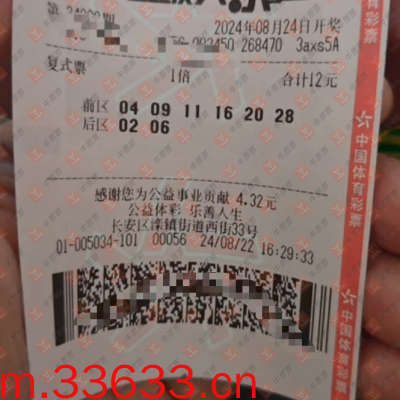 2024年08月24日开奖
268470 3axs5A
复式票 1倍 合计12元
前区 04 09 11 16 20 28
后区 02 06
感谢您为公益事业贡献 4.32元
公益体彩 乐善人生
长安区滦镇街道西街33号
01-005034-101 00056 24/08/22 16:29:33
中国体育彩票
中国体育彩票
m.33633.cn